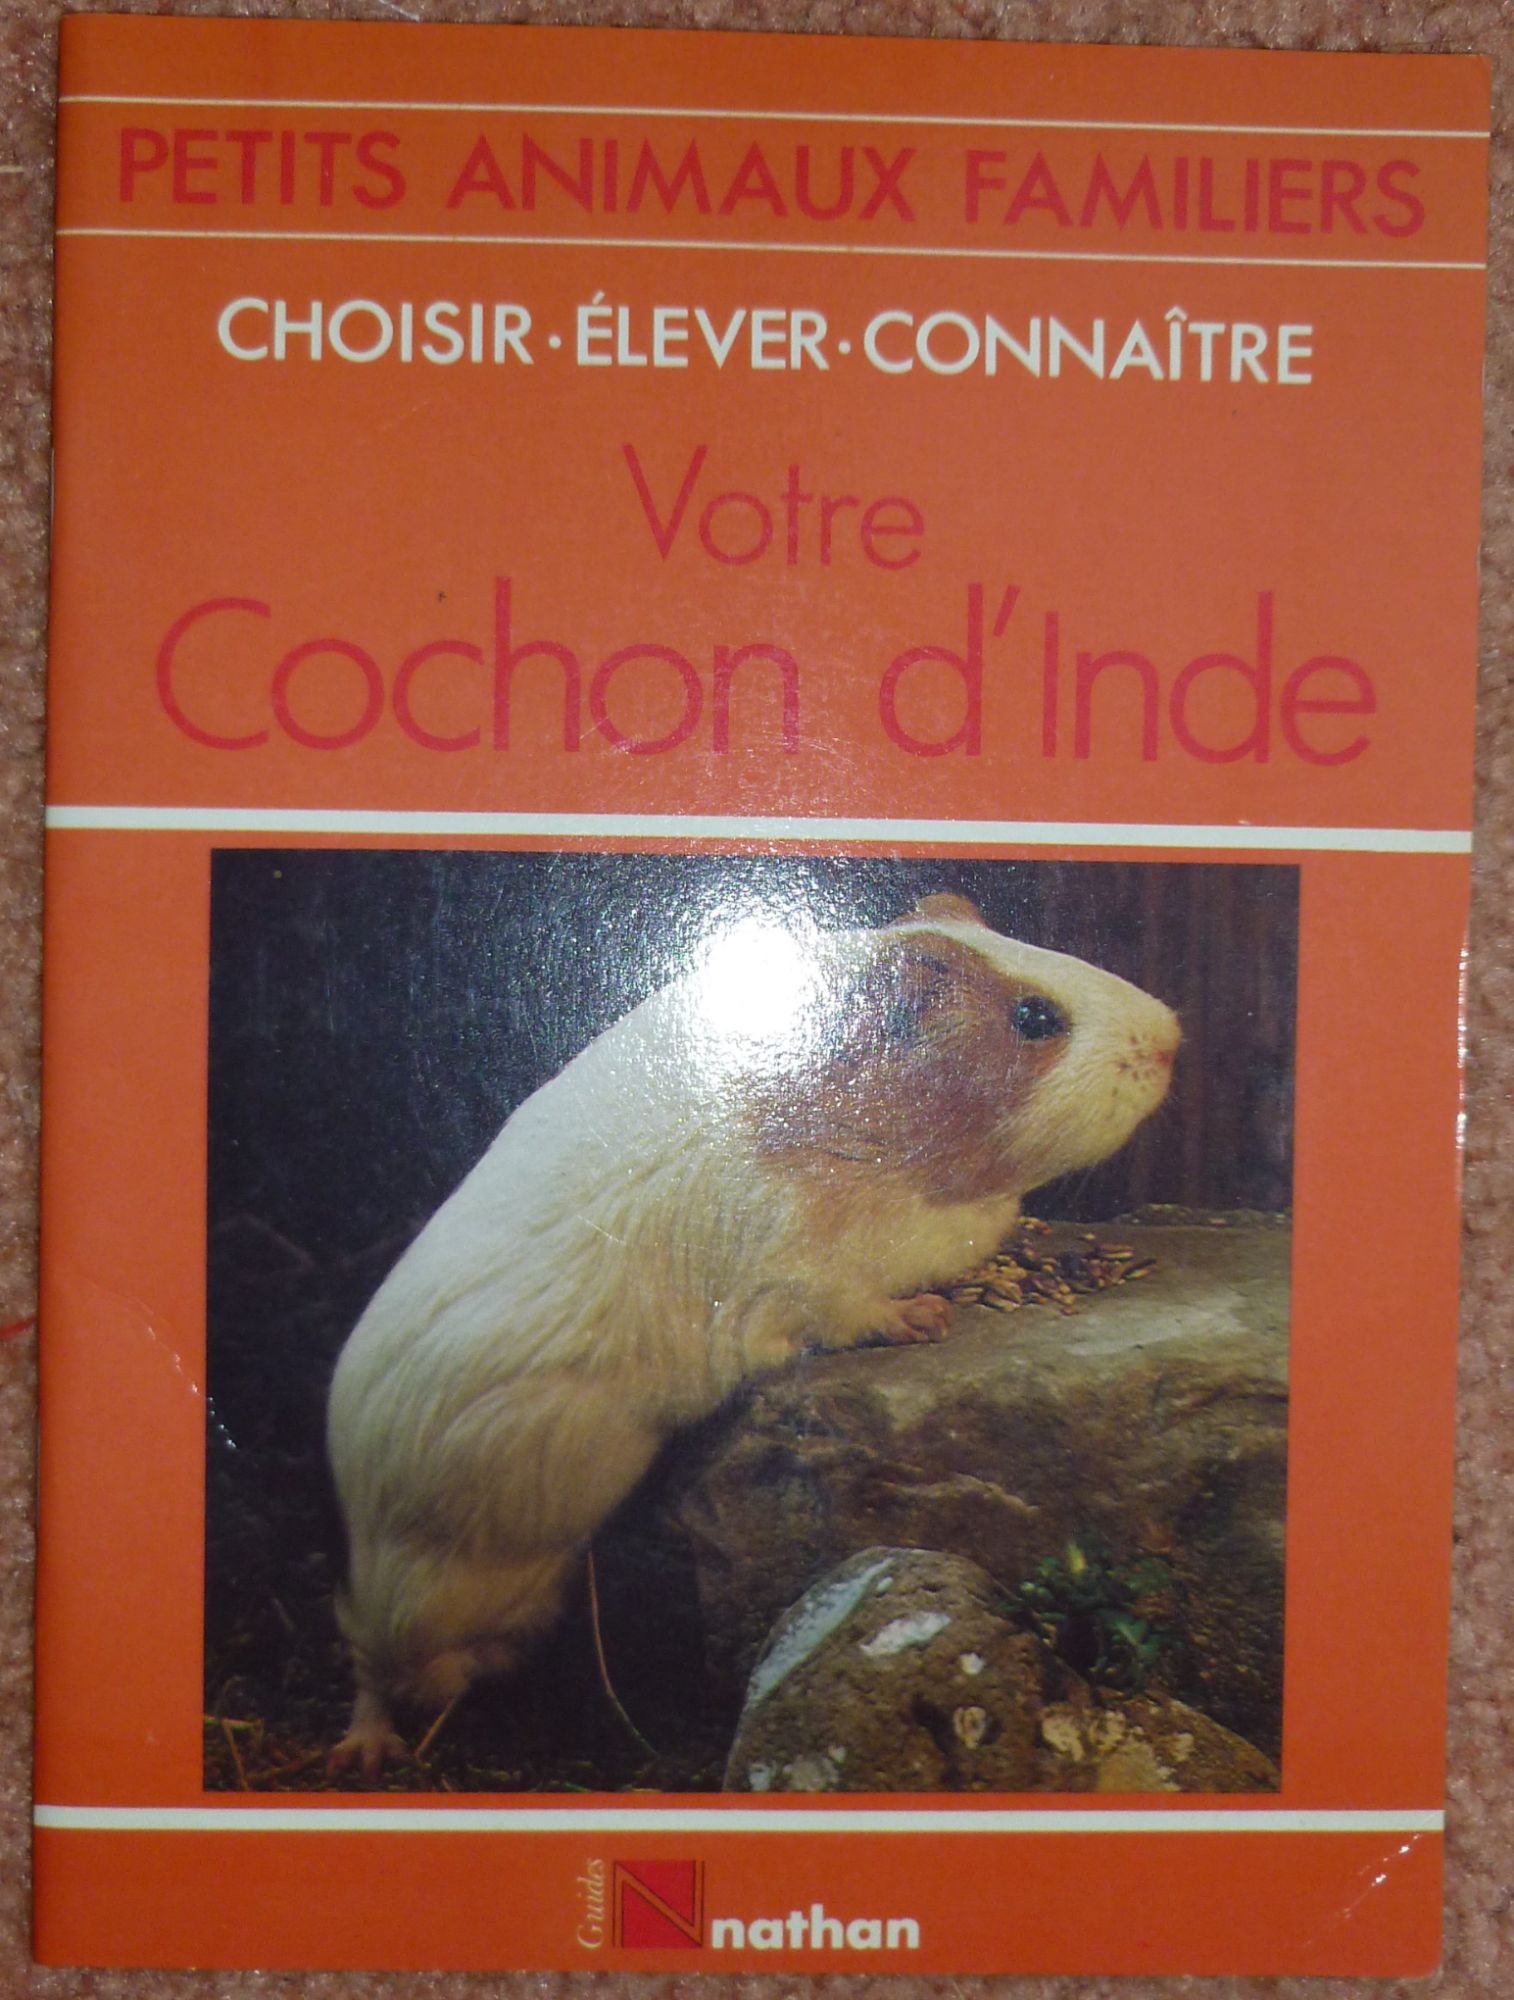 PETITS ANIMAUX FAMILIERS
CHOISIR · ÉLEVER · CONNAÎTRE
Votre
Cochon d'Inde
Guides
nathan